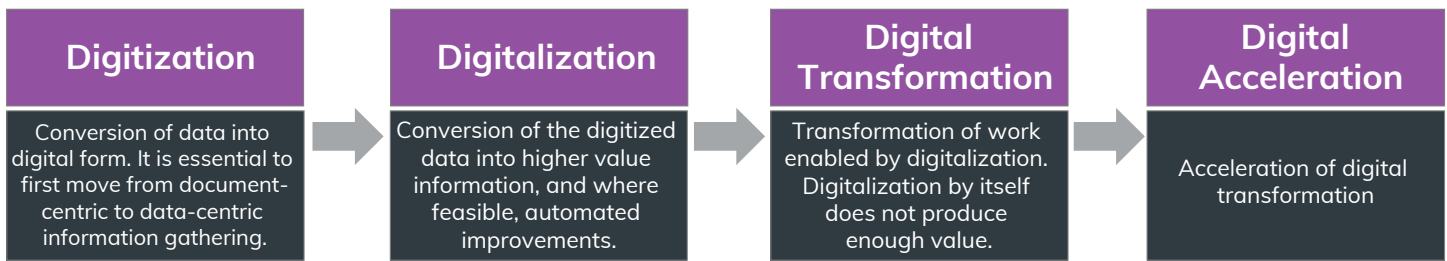 Digitization
Conversion of data into
digital form. It is essential to
first move from document-
centric to data-centric
information gathering.
Digitalization
Conversion of the digitized
data into higher value
information, and where
feasible, automated
improvements.
Digital
Transformation
Transformation of work
enabled by digitalization.
Digitalization by itself
does not produce
enough value.
Digital
Acceleration
Acceleration of digital
transformation